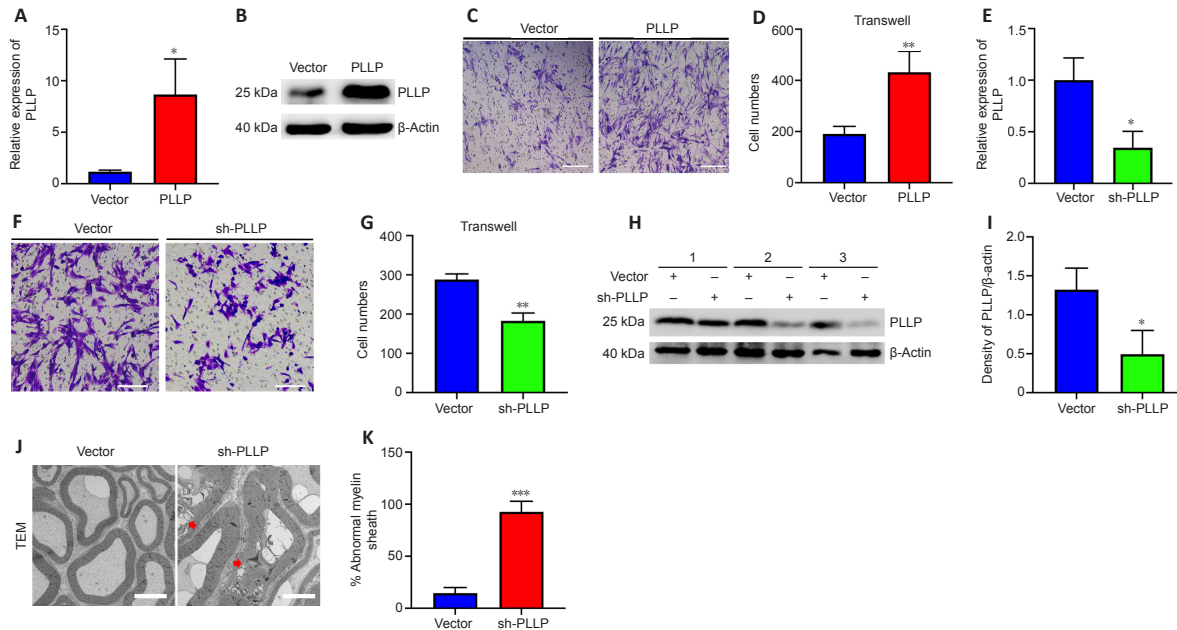 A
Relative expression of
PLLP
15
10
5
0
*
Vector
PLLP
B
Vector
PLLP
25 kDa
PLLP
40 kDa
β-Actin
C
Vector
PLLP
D
Transwell
Cell numbers
600
400
200
0
**
Vector
PLLP
E
Relative expression of
PLLP
1.5
1.0
0.5
0
*
Vector
sh-PLLP
F
Vector
sh-PLLP
G
Transwell
Cell numbers
400
300
200
100
0
**
Vector
sh-PLLP
H
1 2 3
Vector + – + – + –
sh-PLLP – + – + – +
25 kDa
PLLP
40 kDa
β-Actin
I
Density of PLLP/β-actin
2.0
1.5
1.0
0.5
0
*
Vector
sh-PLLP
J
Vector
sh-PLLP
TEM
K
% Abnormal myelin
sheath
150
100
50
0
***
Vector
sh-PLLP